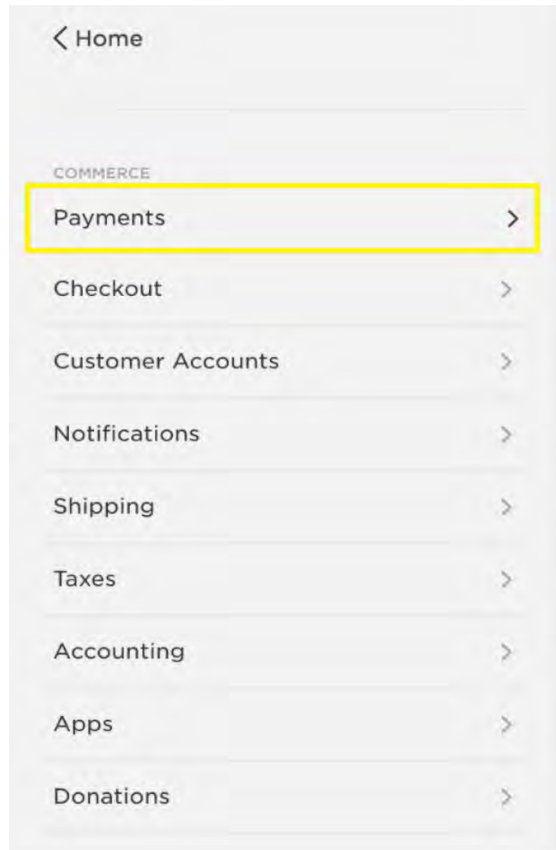 Home
COMMERCE
Payments
Checkout
Customer Accounts
Notifications
Shipping
Taxes
Accounting
Apps
Donations